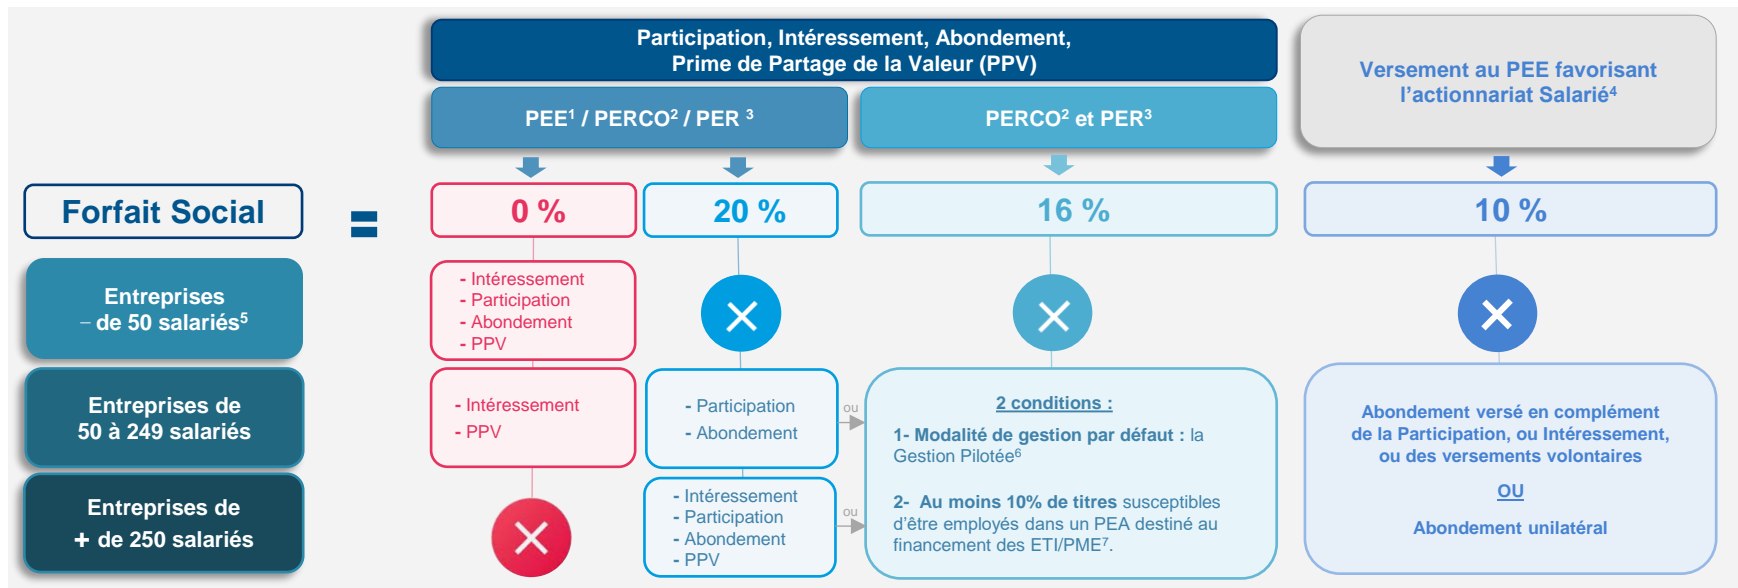 Participation, Intéressement, Abondement,
Prime de Partage de la Valeur (PPV)
Versement au PEE favorisant
l'actionnariat Salarié⁴
PEE¹ / PERCO² / PER ³
PERCO² et PER³
Forfait Social
=
0 %
20 %
16 %
10 %
Entreprises
– de 50 salariés⁵
- Intéressement
- Participation
- Abondement
- PPV
Entreprises de
50 à 249 salariés
- Intéressement
- PPV
- Participation
- Abondement
ou
2 conditions :
1- Modalité de gestion par défaut : la
Gestion Pilotée⁶
2- Au moins 10% de titres susceptibles
d'être employés dans un PEA destiné au
financement des ETI/PME⁷.
Abondement versé en complément
de la Participation, ou Intéressement,
ou des versements volontaires
OU
Abondement unilatéral
Entreprises de
+ de 250 salariés
- Intéressement
- Participation
- Abondement
- PPV
ou